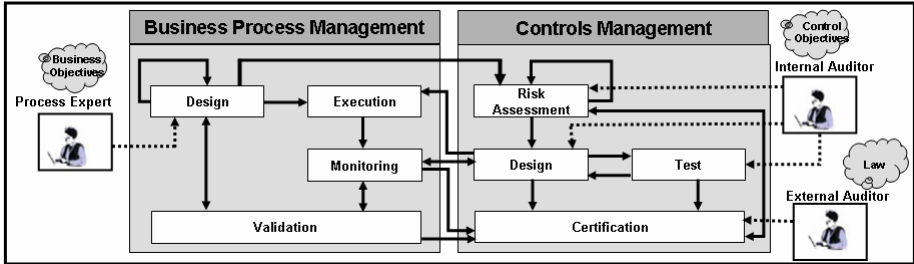 Business Process Management
Controls Management
Business
Objectives
Process Expert
Control
Objectives
Internal Auditor
Design
Execution
Risk
Assessment
Monitoring
Design
Test
Law
External Auditor
Validation
Certification